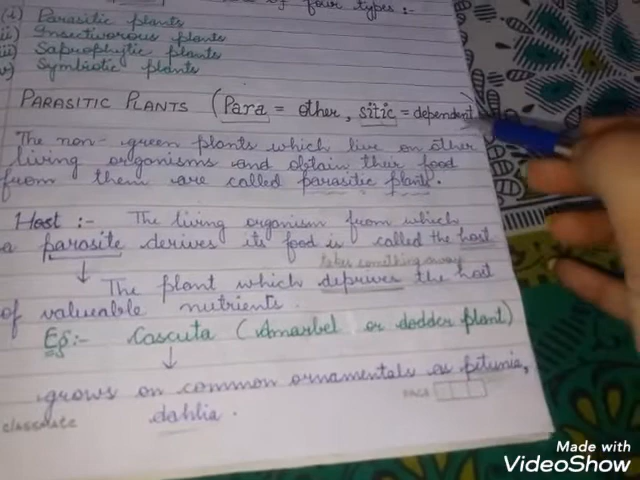 of four types :-
(i) Parasitic plants
ii) Insectivorous plants
iii) Saprophytic plants
iv) Symbiotic plants
PARASITIC PLANTS (Para = other, sitic = dependent)
The non-green plants which live on other
living organisms and obtain their food
from them are called parasitic plants.
Host :- The living organism from which
a parasite derives its food is called the host
takes something away
The plant which deprives the host
of valueable nutrients.
Eg:- Cascuta (Amarbel or dodder plant)
grows on common ornamentals as petunia,
dahlia.
PAGE
classmate
Made with
VideoShow